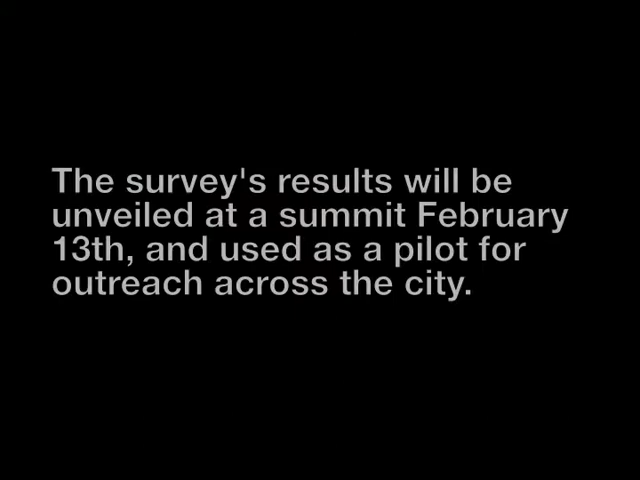 The survey's results will be
unveiled at a summit February
13th, and used as a pilot for
outreach across the city.